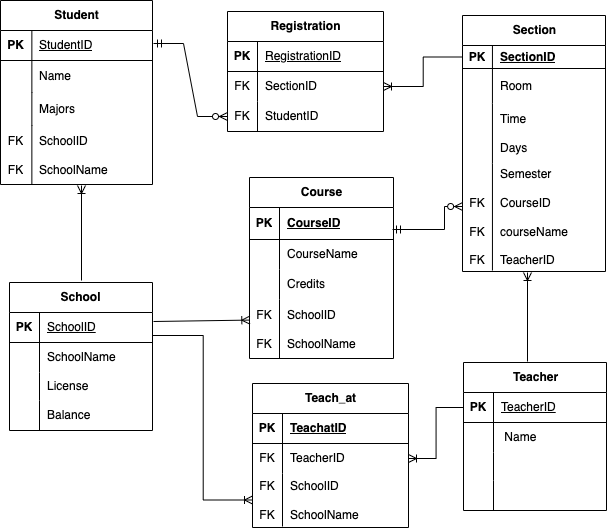 Student
PK StudentID
Name
Majors
FK SchoolID
FK SchoolName
Registration
PK RegistrationID
FK SectionID
FK StudentID
Section
PK SectionID
Room
Time
Days
Semester
FK CourseID
FK courseName
FK TeacherID
Course
PK CourseID
CourseName
Credits
FK SchoolID
FK SchoolName
School
PK SchoolID
SchoolName
License
Balance
Teach_at
PK TeachatID
FK TeacherID
FK SchoolID
FK SchoolName
Teacher
PK TeacherID
Name